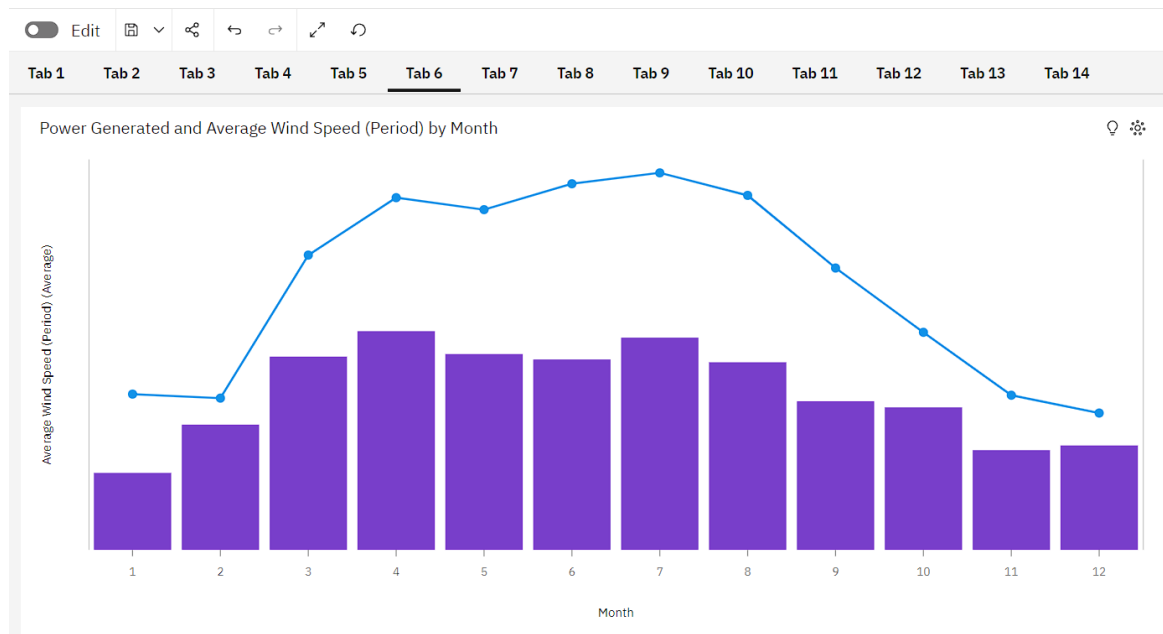 Edit
Tab 1 Tab 2 Tab 3 Tab 4 Tab 5 Tab 6 Tab 7 Tab 8 Tab 9 Tab 10 Tab 11 Tab 12 Tab 13 Tab 14
Power Generated and Average Wind Speed (Period) by Month
Average Wind Speed (Period) (Average)
1 2 3 4 5 6 7 8 9 10 11 12
Month